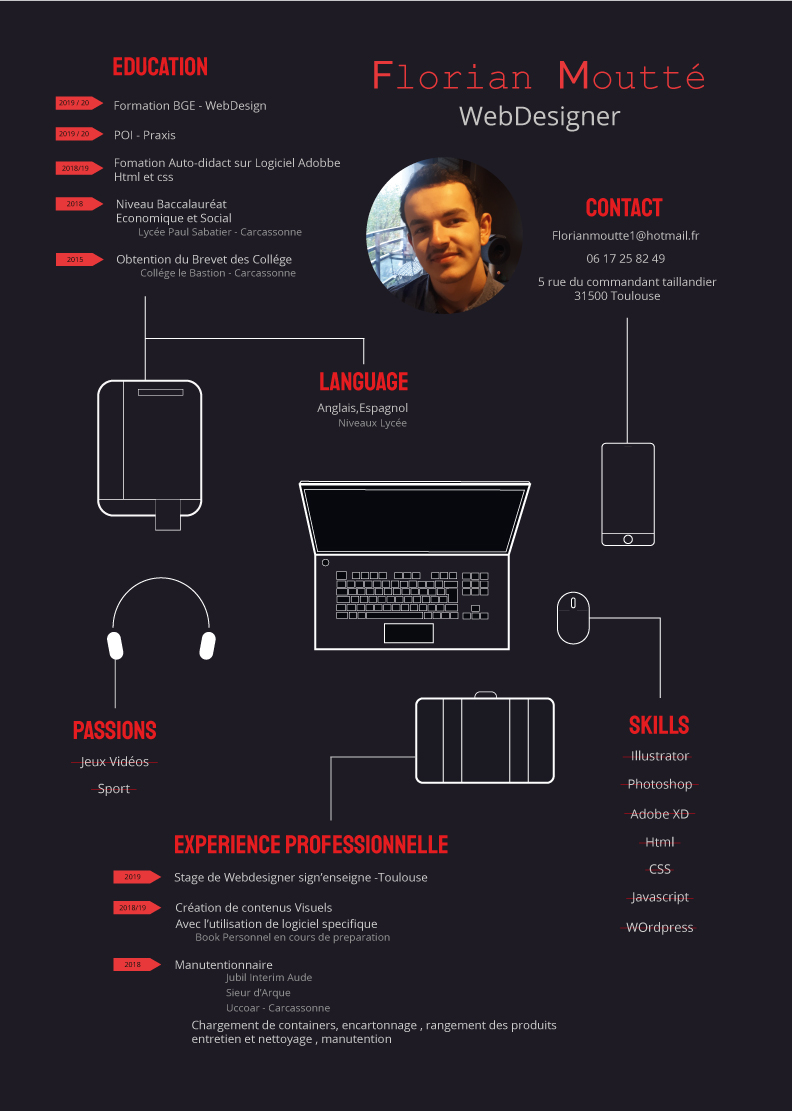 Florian Moutté
WebDesigner
EDUCATION
2019 / 20
Formation BGE - WebDesign
2019 / 20
POI - Praxis
2018/19
Fomation Auto-didact sur Logiciel Adobbe
Html et css
2018
Niveau Baccalauréat
Economique et Social
Lycée Paul Sabatier - Carcassonne
2015
Obtention du Brevet des Collége
Collége le Bastion - Carcassonne
CONTACT
Florianmoutte1@hotmail.fr
06 17 25 82 49
5 rue du commandant taillandier
31500 Toulouse
LANGUAGE
Anglais,Espagnol
Niveaux Lycée
PASSIONS
Jeux Vidéos
Sport
SKILLS
Illustrator
Photoshop
Adobe XD
Html
CSS
Javascript
WOrdpress
EXPERIENCE PROFESSIONNELLE
2019
Stage de Webdesigner sign'enseigne -Toulouse
2018/19
Création de contenus Visuels
Avec l'utilisation de logiciel specifique
Book Personnel en cours de preparation
2018
Manutentionnaire
Jubil Interim Aude
Sieur d'Arque
Uccoar - Carcassonne
Chargement de containers, encartonnage , rangement des produits
entretien et nettoyage , manutention